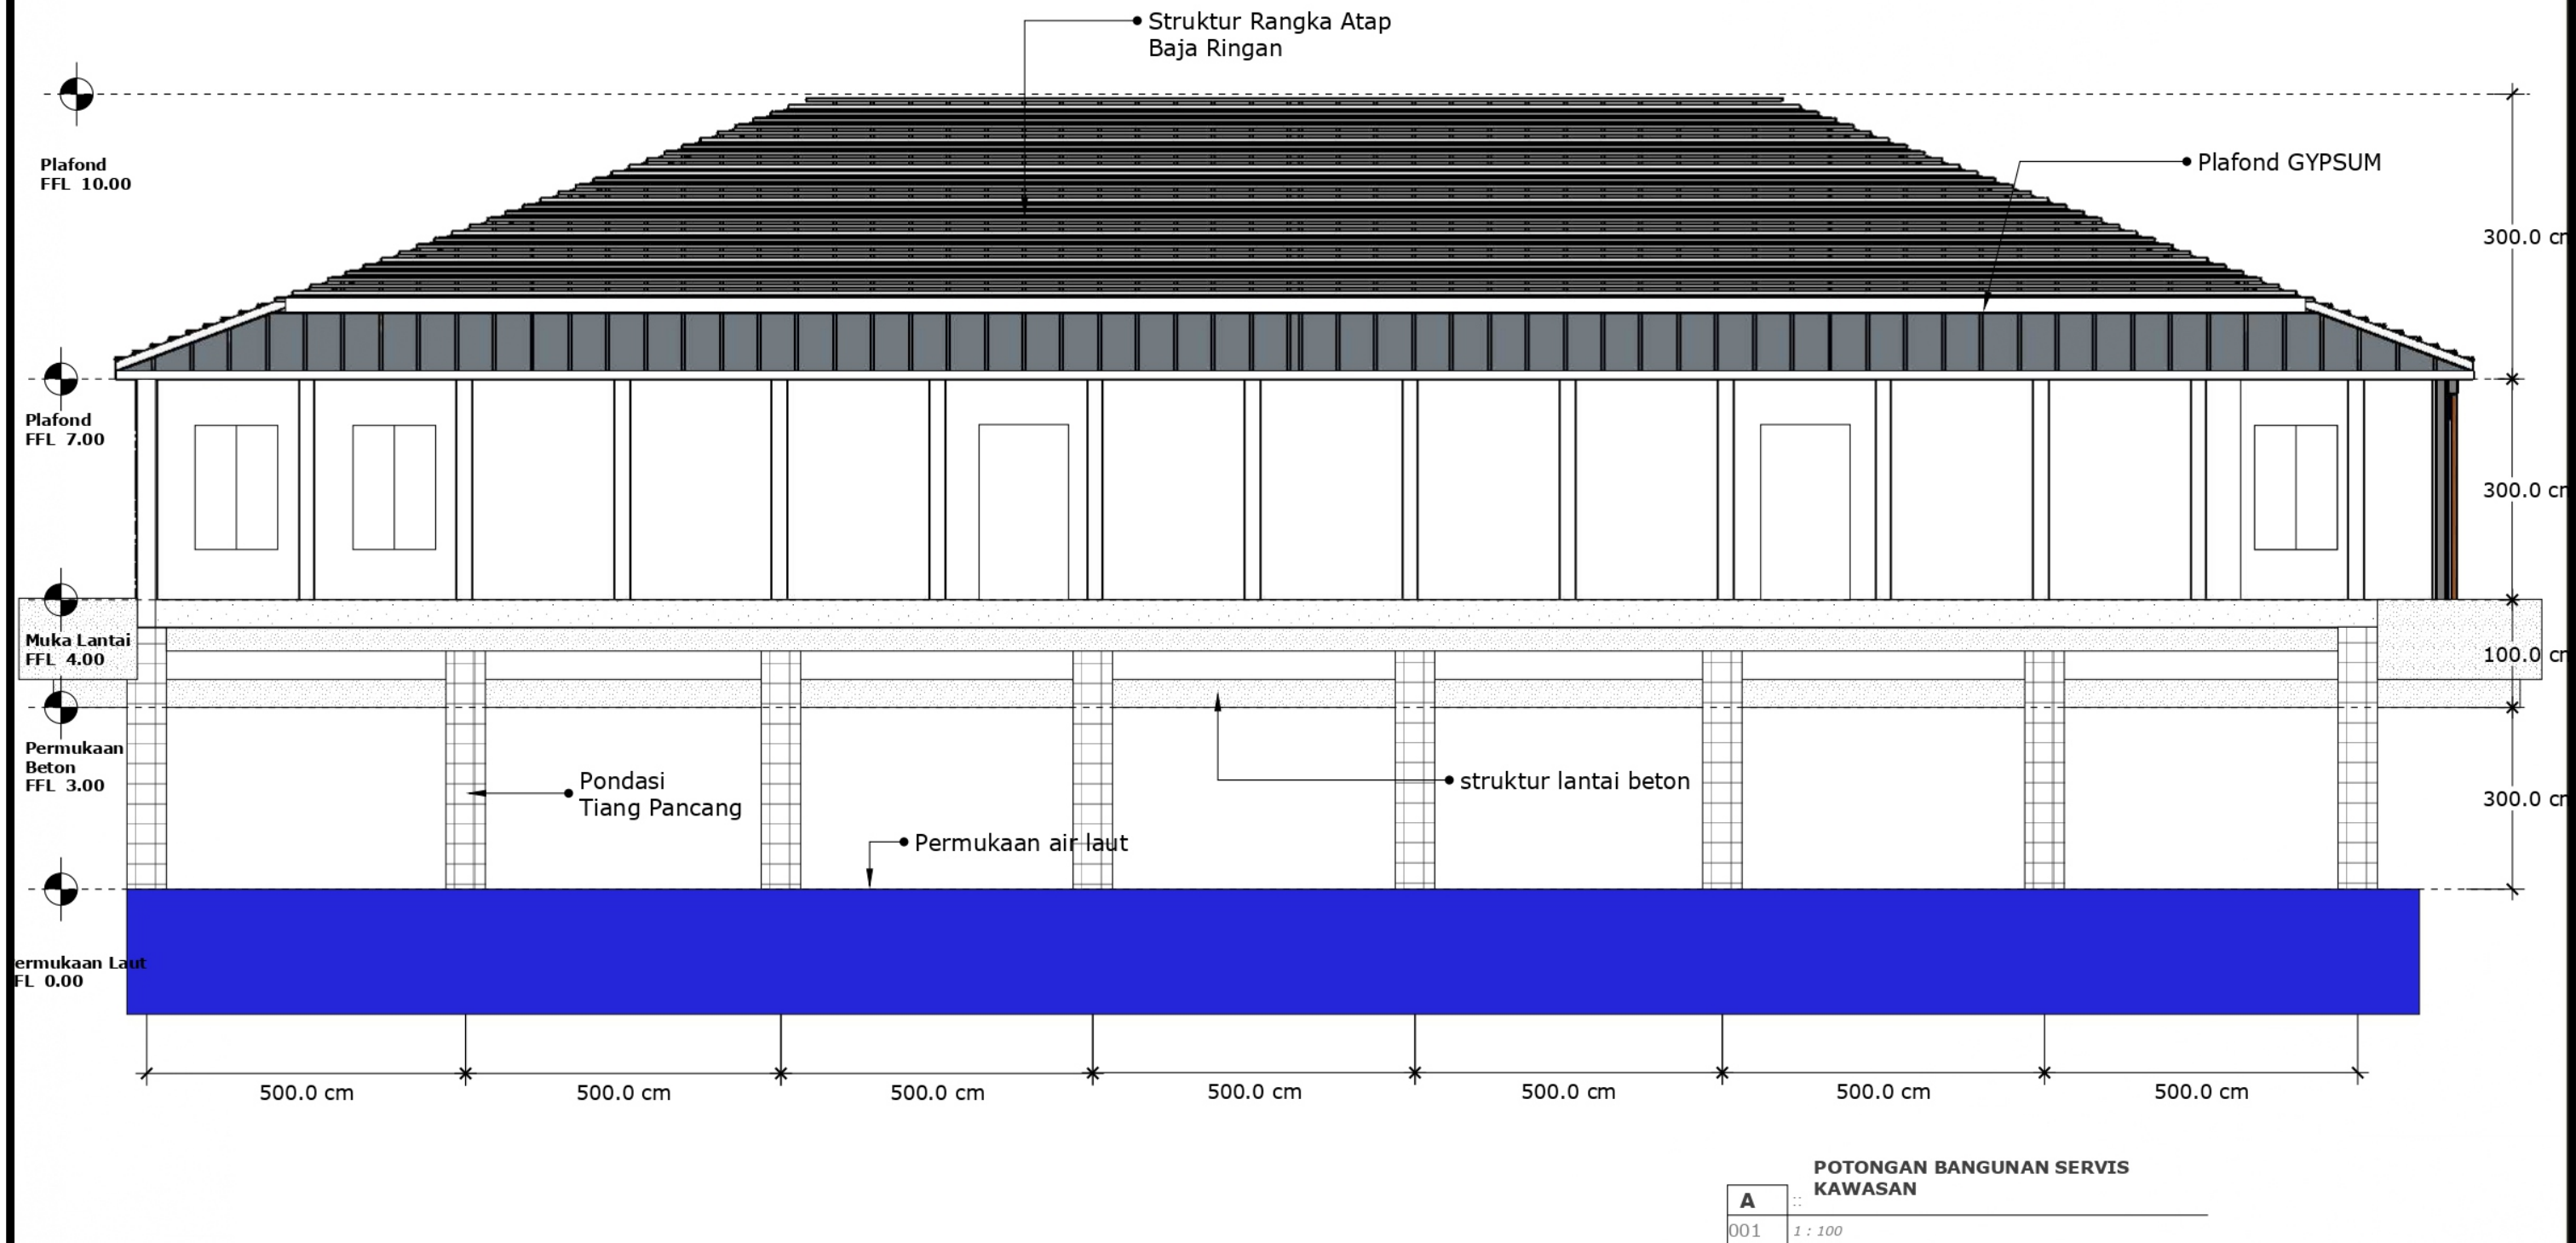 Struktur Rangka Atap
Baja Ringan
Plafond
FFL 10.00
Plafond GYPSUM
300.0 cm
Plafond
FFL 7.00
300.0 cm
Muka Lantai
FFL 4.00
100.0 cm
Permukaan
Beton
FFL 3.00
Pondasi
Tiang Pancang
struktur lantai beton
300.0 cm
Permukaan air laut
ermukaan Laut
FL 0.00
500.0 cm
500.0 cm
500.0 cm
500.0 cm
500.0 cm
500.0 cm
500.0 cm
POTONGAN BANGUNAN SERVIS
KAWASAN
A ::
001
1 : 100